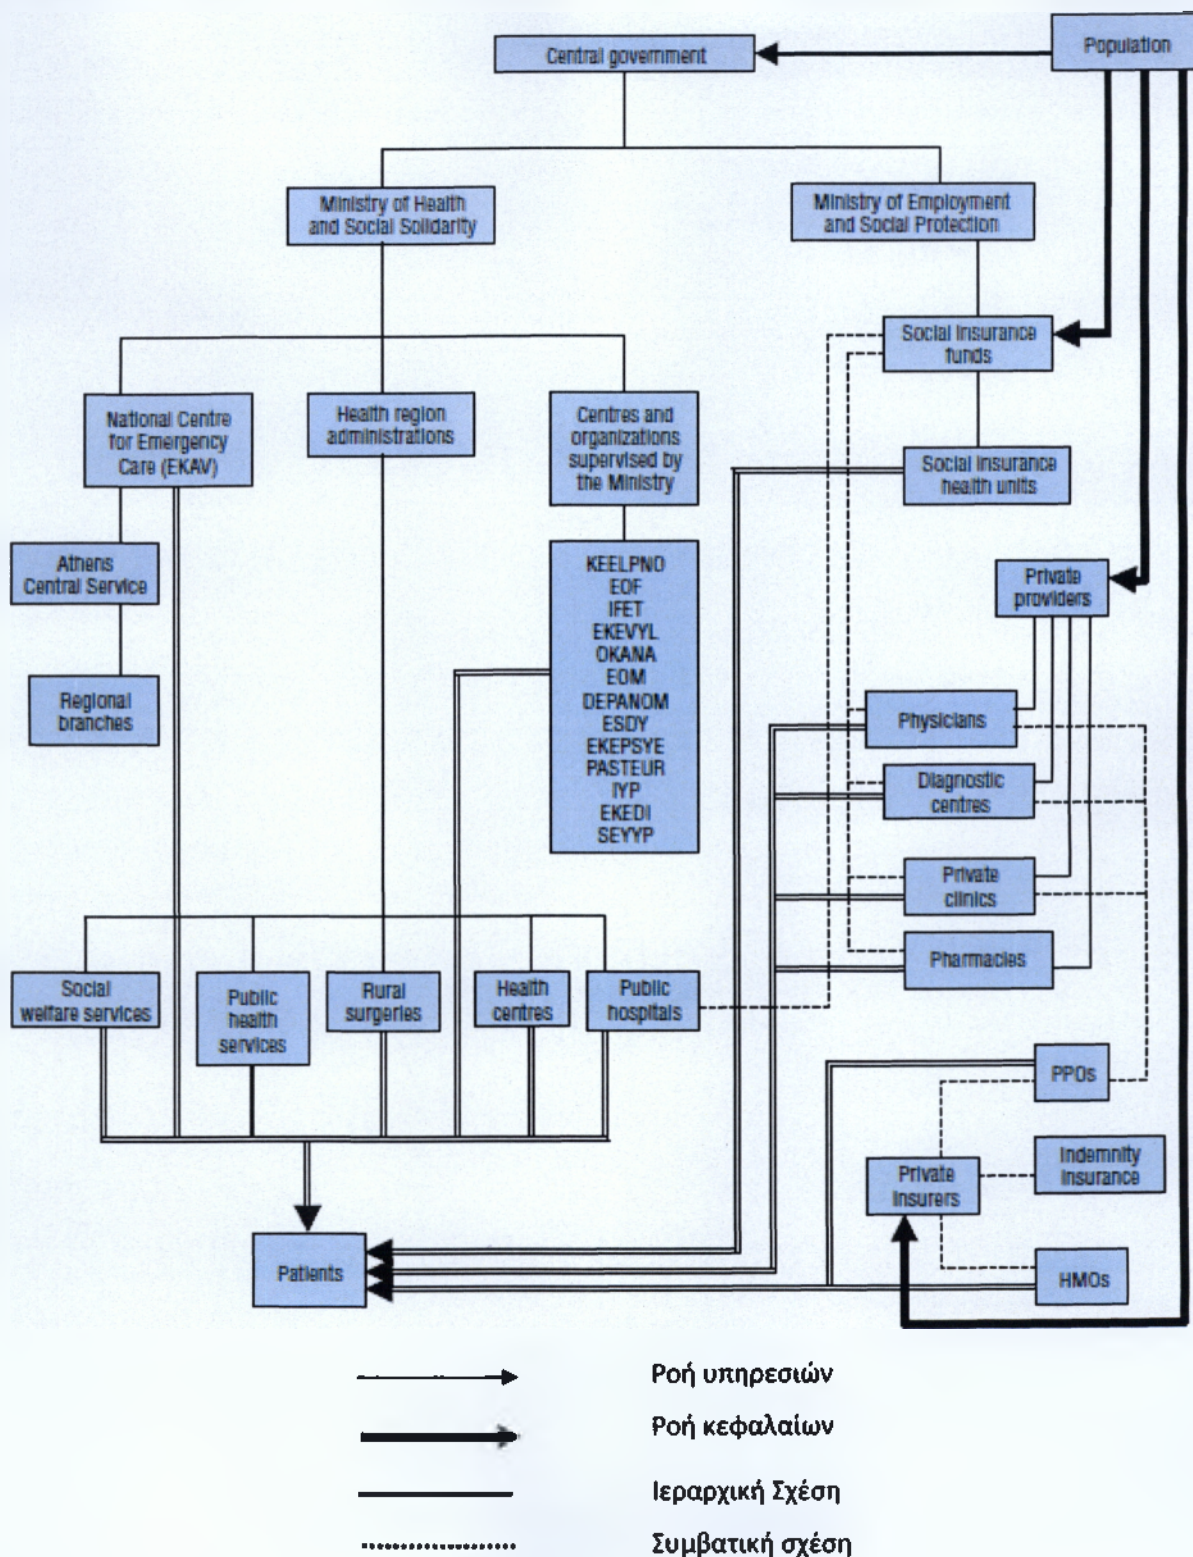 Population
Central government
Ministry of Health
and Social Solidarity
Ministry of Employment
and Social Protection
Social insurance
funds
National Centre
for Emergency
Care (EKAV)
Health region
administrations
Centres and
organizations
supervised by
the Ministry
Social insurance
health units
Athens
Central Service
KEELPNO
EOF
IFET
EKEVYL
OKANA
EOM
DEPANOM
ESDY
EKEPSYE
PASTEUR
IYP
EKEDI
SEYYP
Private
providers
Regional
branches
Physicians
Diagnostic
centres
Private
clinics
Pharmacies
Social
welfare services
Public
health
services
Rural
surgeries
Health
centres
Public
hospitals
PPOs
Private
insurers
Indemnity
insurance
Patients
HMOs
Ροή υπηρεσιών
Ροή κεφαλαίων
Ιεραρχική Σχέση
Συμβατική σχέση